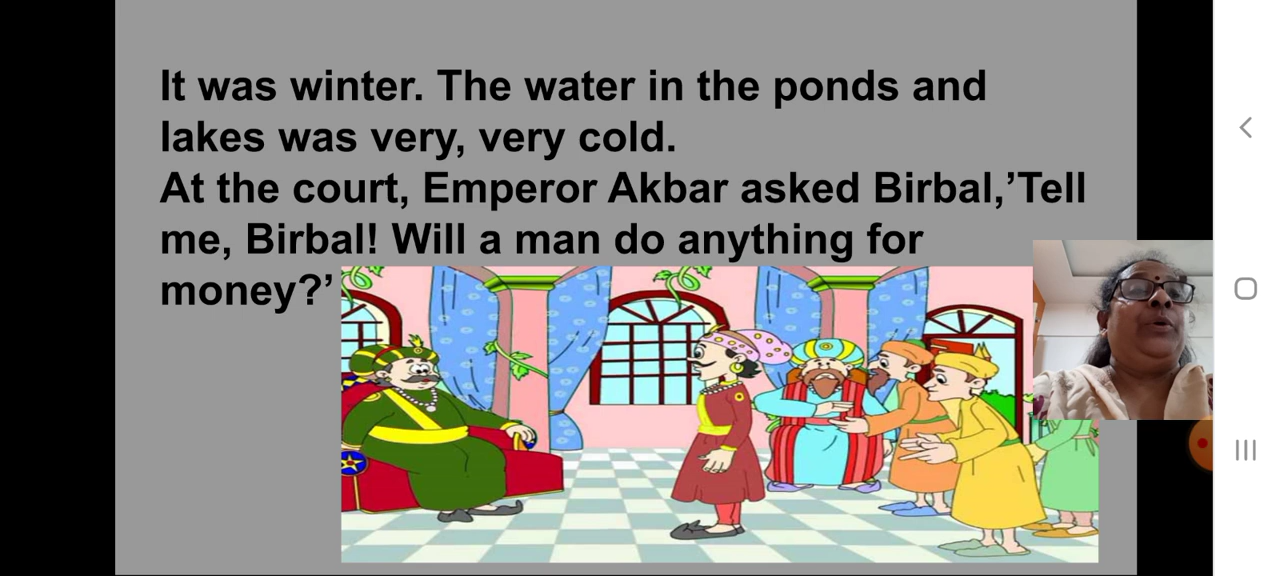 It was winter. The water in the ponds and
lakes was very, very cold.
At the court, Emperor Akbar asked Birbal,’Tell
me, Birbal! Will a man do anything for
money?’